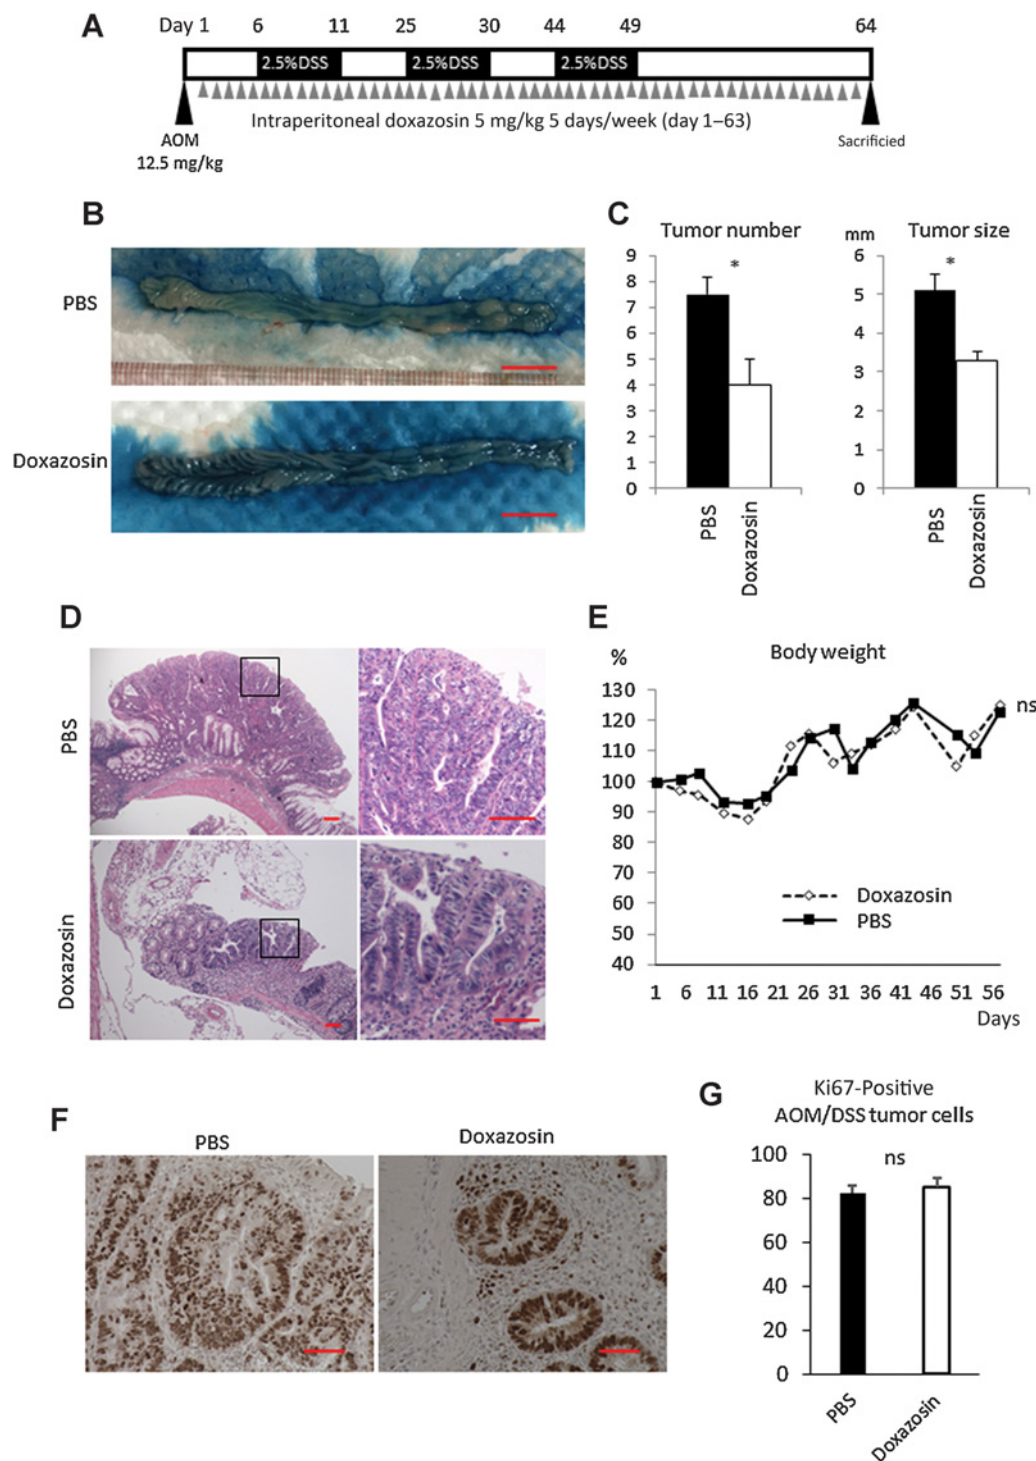 A
Day 1 6 11 25 30 44 49 64
2.5%DSS 2.5%DSS 2.5%DSS
Intraperitoneal doxazosin 5 mg/kg 5 days/week (day 1–63)
AOM
12.5 mg/kg
Sacrificied
B
PBS
Doxazosin
C
Tumor number
9
8
7
6
5
4
3
2
1
0
PBS
Doxazosin
*
mm
Tumor size
6
5
4
3
2
1
0
PBS
Doxazosin
*
D
PBS
Doxazosin
E
%
Body weight
130
120
110
100
90
80
70
60
50
40
ns
Doxazosin
PBS
1 6 11 16 21 26 31 36 41 46 51 56
Days
F
PBS
Doxazosin
G
Ki67-Positive
AOM/DSS tumor cells
100
80
60
40
20
0
ns
PBS
Doxazosin